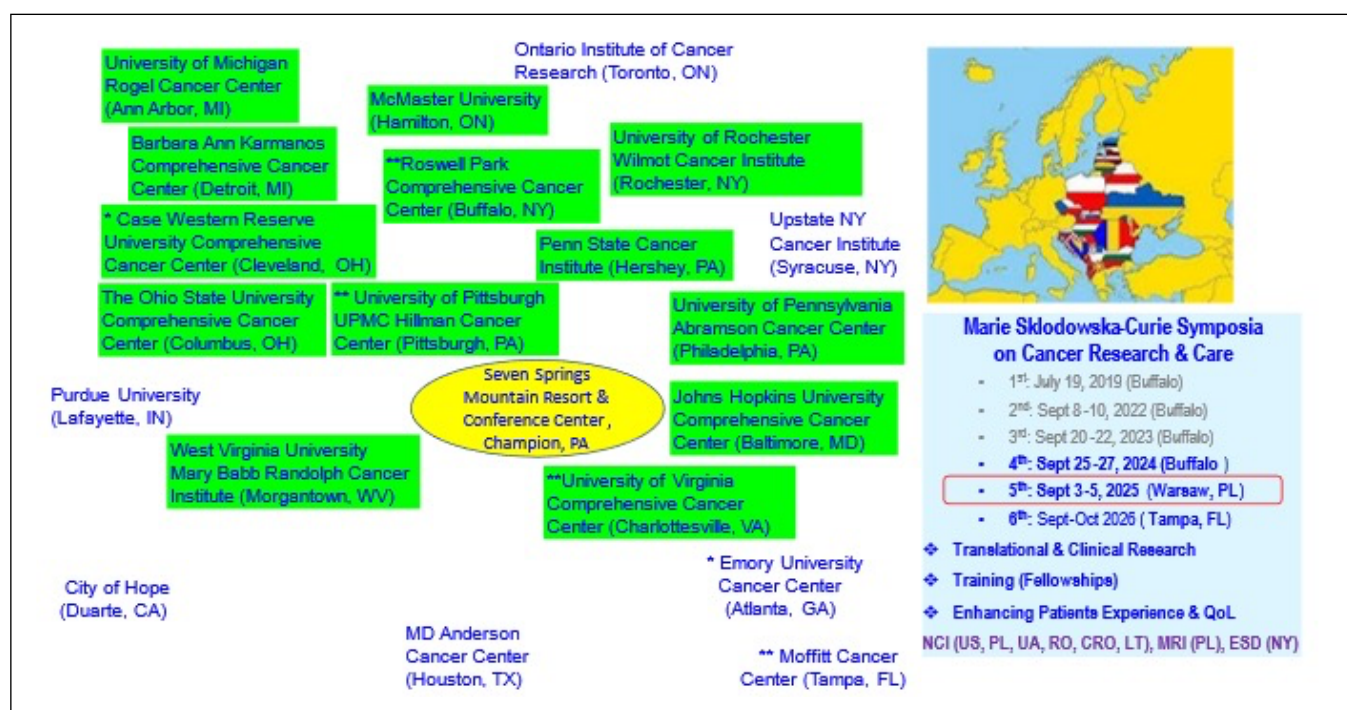 University of Michigan
Rogel Cancer Center
(Ann Arbor, MI)
Ontario Institute of Cancer
Research (Toronto, ON)
McMaster University
(Hamilton, ON)
Barbara Ann Karmanos
Comprehensive Cancer
Center (Detroit, MI)
**Roswell Park
Comprehensive Cancer
Center (Buffalo, NY)
University of Rochester
Wilmot Cancer Institute
(Rochester, NY)
* Case Western Reserve
University Comprehensive
Cancer Center (Cleveland, OH)
Penn State Cancer
Institute (Hershey, PA)
Upstate NY
Cancer Institute
(Syracuse, NY)
The Ohio State University
Comprehensive Cancer
Center (Columbus, OH)
** University of Pittsburgh
UPMC Hillman Cancer
Center (Pittsburgh, PA)
University of Pennsylvania
Abramson Cancer Center
(Philadelphia, PA)
Purdue University
(Lafayette, IN)
Seven Springs
Mountain Resort &
Conference Center,
Champion, PA
Johns Hopkins University
Comprehensive Cancer
Center (Baltimore, MD)
West Virginia University
Mary Babb Randolph Cancer
Institute (Morgantown, WV)
**University of Virginia
Comprehensive Cancer
Center (Charlottesville, VA)
* Emory University
Cancer Center
(Atlanta, GA)
City of Hope
(Duarte, CA)
MD Anderson
Cancer Center
(Houston, TX)
** Moffitt Cancer
Center (Tampa, FL)
Marie Sklodowska-Curie Symposia
on Cancer Research & Care
- 1st: July 19, 2019 (Buffalo)
- 2nd: Sept 8-10, 2022 (Buffalo)
- 3rd: Sept 20-22, 2023 (Buffalo)
- 4th: Sept 25-27, 2024 (Buffalo )
- 5th: Sept 3-5, 2025 (Warsaw, PL)
- 6th: Sept-Oct 2026 ( Tampa, FL)
❖ Translational & Clinical Research
❖ Training (Fellowships)
❖ Enhancing Patients Experience & QoL
NCI (US, PL, UA, RO, CRO, LT), MRI (PL), ESD (NY)